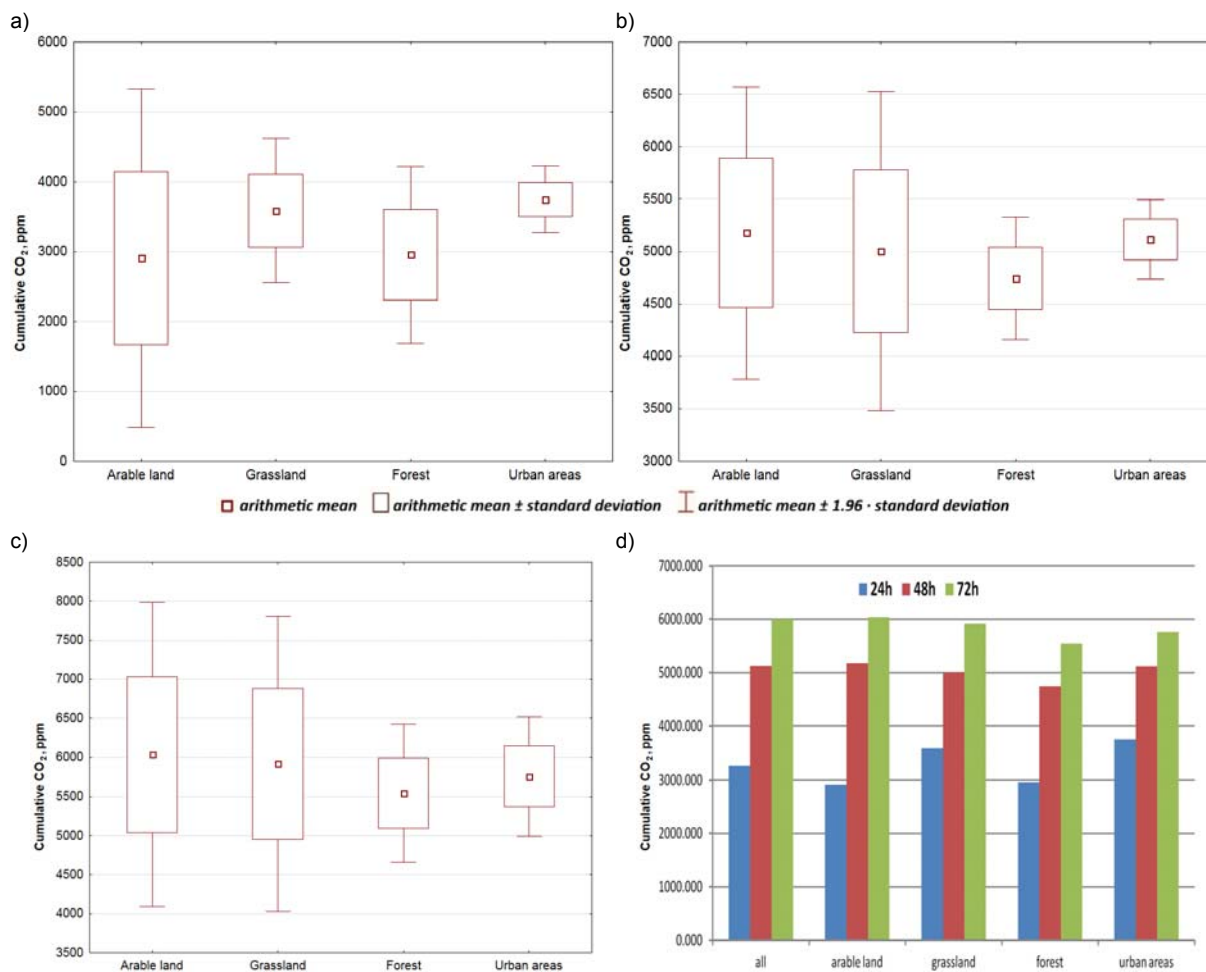 a)
6000
5000
4000
3000
2000
1000
0
Cumulative CO₂, ppm
Arable land Grassland Forest Urban areas
b)
7000
6500
6000
5500
5000
4500
4000
3500
3000
Cumulative CO₂, ppm
Arable land Grassland Forest Urban areas
arithmetic mean arithmetic mean ± standard deviation arithmetic mean ± 1.96 · standard deviation
c)
8500
8000
7500
7000
6500
6000
5500
5000
4500
4000
3500
Cumulative CO₂, ppm
Arable land Grassland Forest Urban areas
d)
24h 48h 72h
7000.000
6000.000
5000.000
4000.000
3000.000
2000.000
1000.000
0.000
Cumulative CO₂, ppm
all arable land grassland forest urban areas